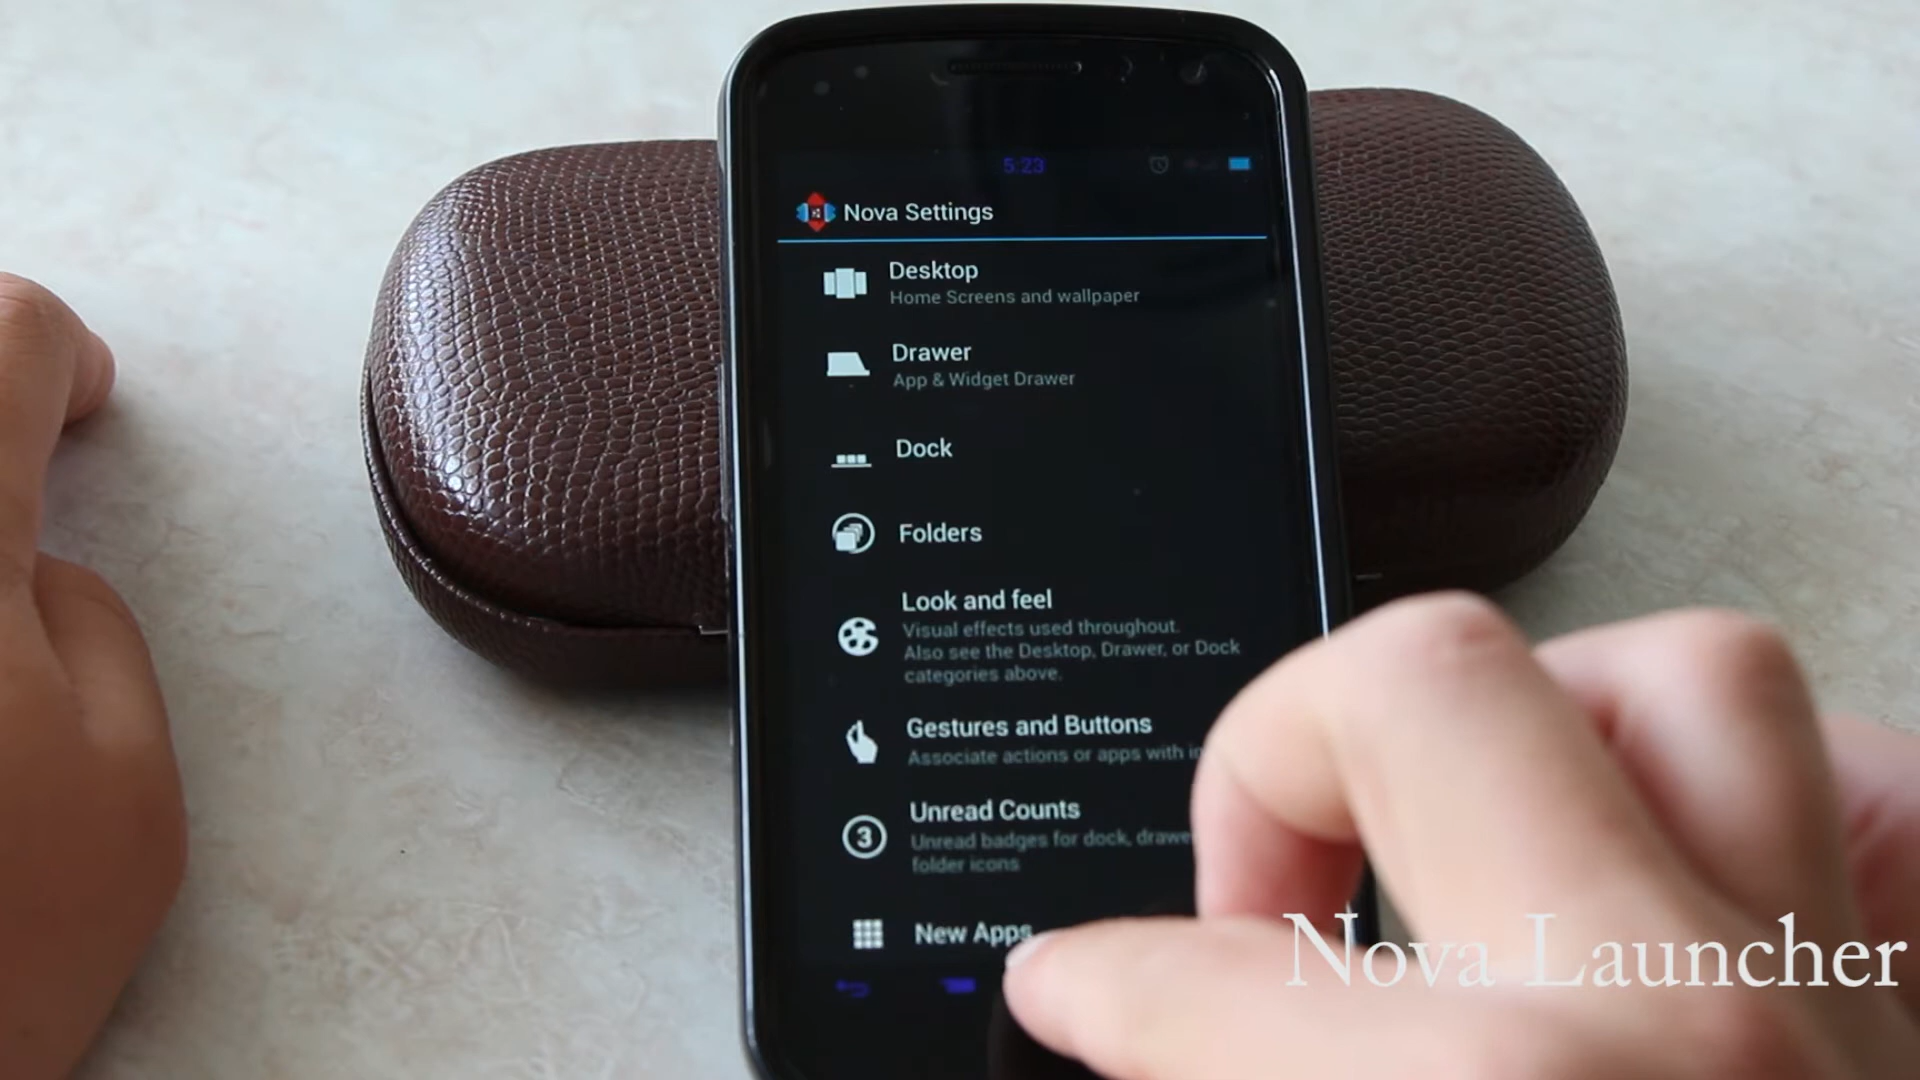 5:23
Nova Settings
Desktop
Home Screens and wallpaper
Drawer
App & Widget Drawer
Dock
Folders
Look and feel
Visual effects used throughout.
Also see the Desktop, Drawer, or Dock
categories above.
Gestures and Buttons
Associate actions or apps with
3
Unread Counts
Unread badges for dock,
folder icons
New Apps
Nova Launcher